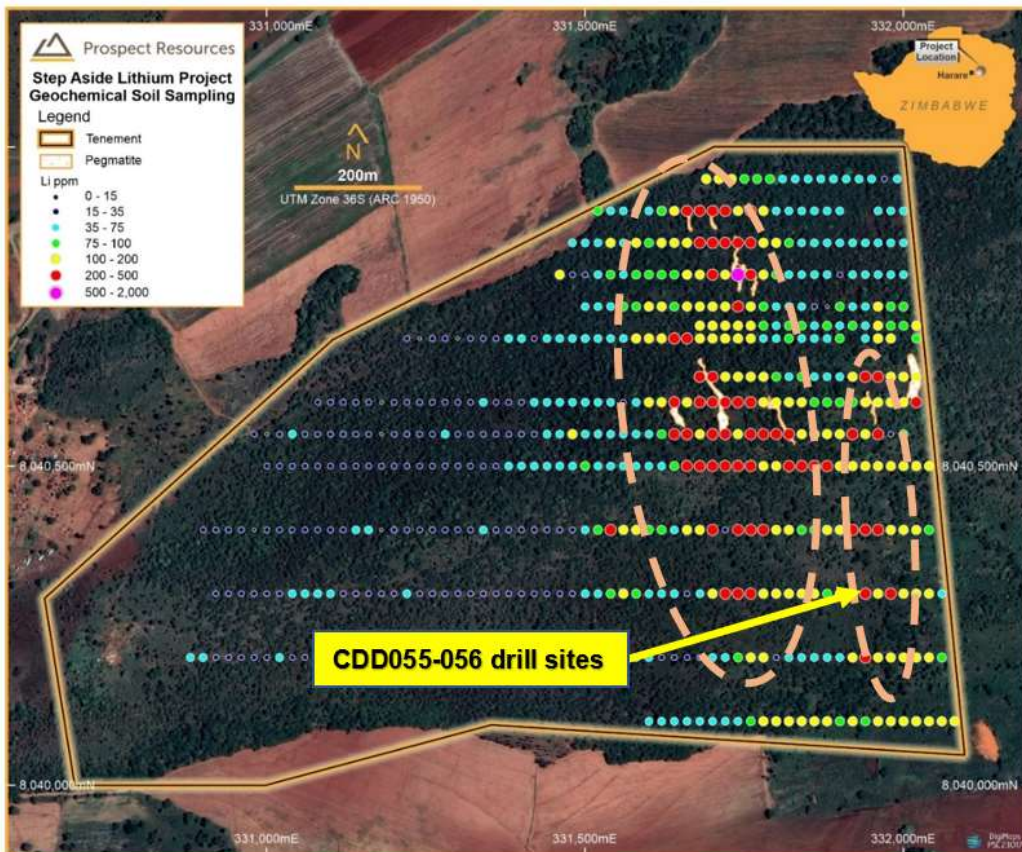 331,000mE
331,500mE
332,000mE
Prospect Resources
Step Aside Lithium Project
Geochemical Soil Sampling
Legend
Tenement
Pegmatite
Li ppm
0 - 15
15 - 35
35 - 75
75 - 100
100 - 200
200 - 500
500 - 2,000
N
200m
UTM Zone 36S (ARC 1950)
Project
Location
Harare
ZIMBABWE
8,040,500mN
8,040,500mN
CDD055-056 drill sites
8,040,000mN
8,040,000mN
331,000mE
331,500mE
332,000mE
DigiMaps